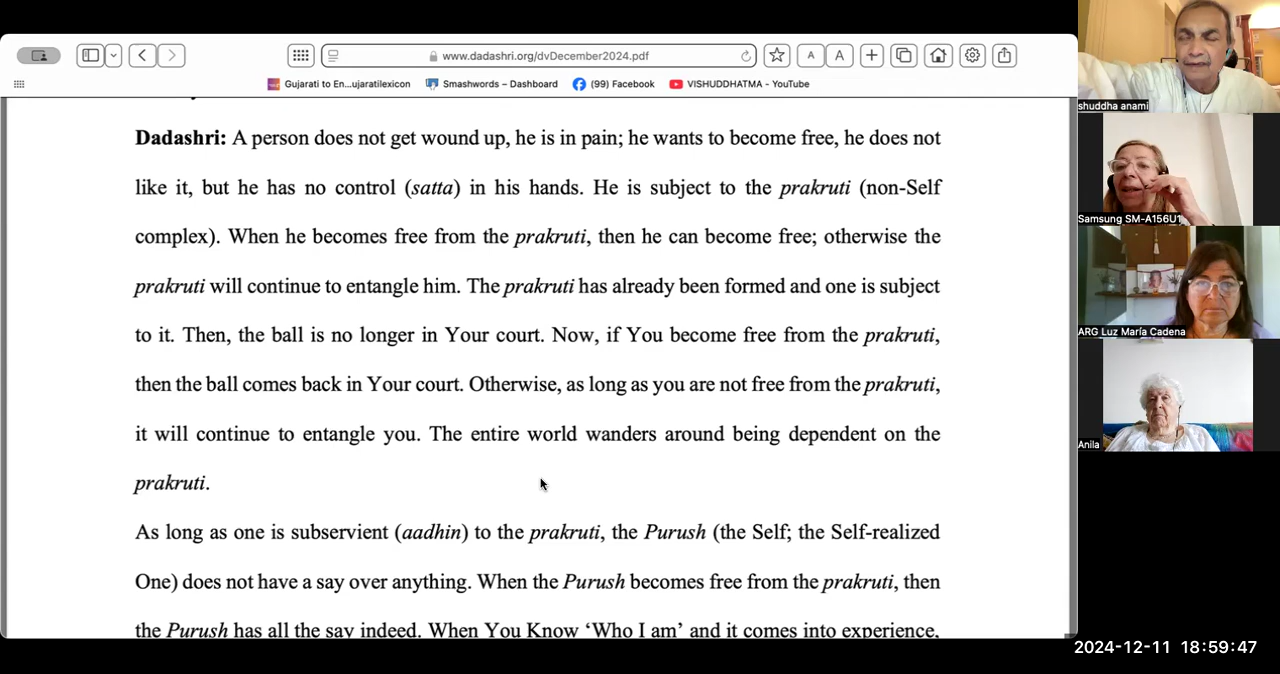 www.dadashri.org/dvDecember2024.pdf
A A
Gujarati to En...ujaratilexicon Smashwords – Dashboard (99) Facebook VISHUDDHATMA - YouTube
Dadashri: A person does not get wound up, he is in pain; he wants to become free, he does not
like it, but he has no control (satta) in his hands. He is subject to the prakruti (non-Self
complex). When he becomes free from the prakruti, then he can become free; otherwise the
prakruti will continue to entangle him. The prakruti has already been formed and one is subject
to it. Then, the ball is no longer in Your court. Now, if You become free from the prakruti,
then the ball comes back in Your court. Otherwise, as long as you are not free from the prakruti,
it will continue to entangle you. The entire world wanders around being dependent on the
prakruti.
As long as one is subservient (aadhin) to the prakruti, the Purush (the Self; the Self-realized
One) does not have a say over anything. When the Purush becomes free from the prakruti, then
the Purush has all the say indeed. When You Know ‘Who I am’ and it comes into experience,
shuddha anami
Samsung SM-A156U1
ARG Luz María Cadena
Anila
2024-12-11 18:59:47